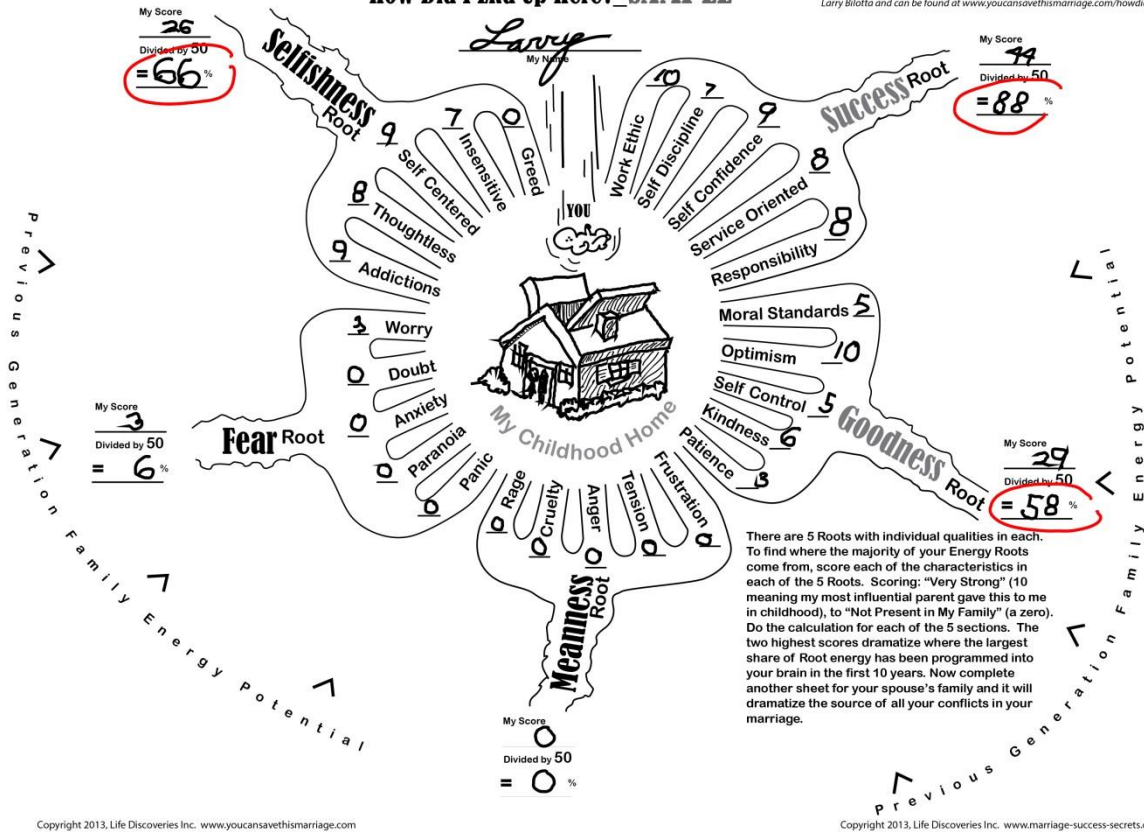 Larry
My Name
My Score
26
Divided by 50
= 66 %
Selfishness Root
9 Self Centered
7 Insensitive
0 Greed
8 Thoughtless
9 Addictions
My Score
44
Divided by 50
= 88 %
Success Root
10 Work Ethic
7 Self Discipline
9 Self Confidence
8 Service Oriented
8 Responsibility
YOU
My Childhood Home
Moral Standards 5
Optimism 10
Self Control 5
Kindness 6
Patience 3
Goodness Root
My Score
29
Divided by 50
= 58 %
3 Worry
0 Doubt
0 Anxiety
0 Paranoia
0 Panic
Fear Root
My Score
3
Divided by 50
= 6 %
0 Rage
0 Cruelty
Anger 0
Tension 0
Frustration 0
Meanness Root
My Score
0
Divided by 50
= 0 %
There are 5 Roots with individual qualities in each.
To find where the majority of your Energy Roots
come from, score each of the characteristics in
each of the 5 Roots. Scoring: “Very Strong” (10
meaning my most influential parent gave this to me
in childhood), to “Not Present in My Family” (a zero).
Do the calculation for each of the 5 sections. The
two highest scores dramatize where the largest
share of Root energy has been programmed into
your brain in the first 10 years. Now complete
another sheet for your spouse’s family and it will
dramatize the source of all your conflicts in your
marriage.
Previous Generation Family Energy Potential
Previous Generation Family Energy Potential
Larry Bilotta and can be found at www.youcansavethismarriage.com/howdi
Copyright 2013, Life Discoveries Inc. www.youcansavethismarriage.com
Copyright 2013, Life Discoveries Inc. www.marriage-success-secrets.